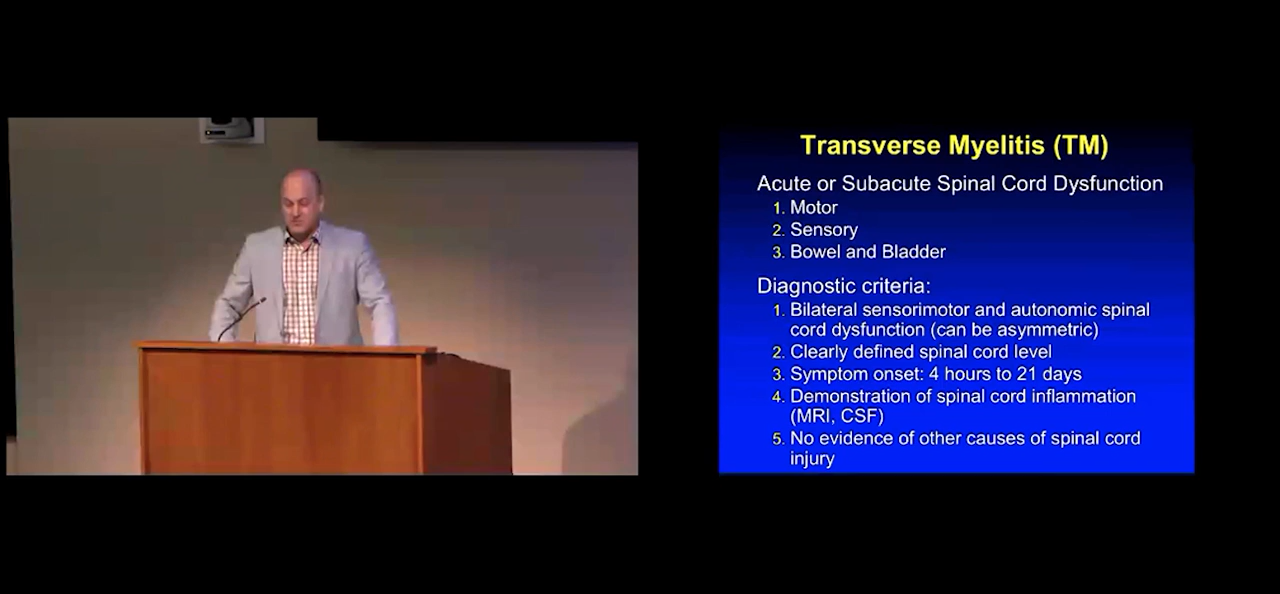 Transverse Myelitis (TM)
Acute or Subacute Spinal Cord Dysfunction
1. Motor
2. Sensory
3. Bowel and Bladder
Diagnostic criteria:
1. Bilateral sensorimotor and autonomic spinal
cord dysfunction (can be asymmetric)
2. Clearly defined spinal cord level
3. Symptom onset: 4 hours to 21 days
4. Demonstration of spinal cord inflammation
(MRI, CSF)
5. No evidence of other causes of spinal cord
injury